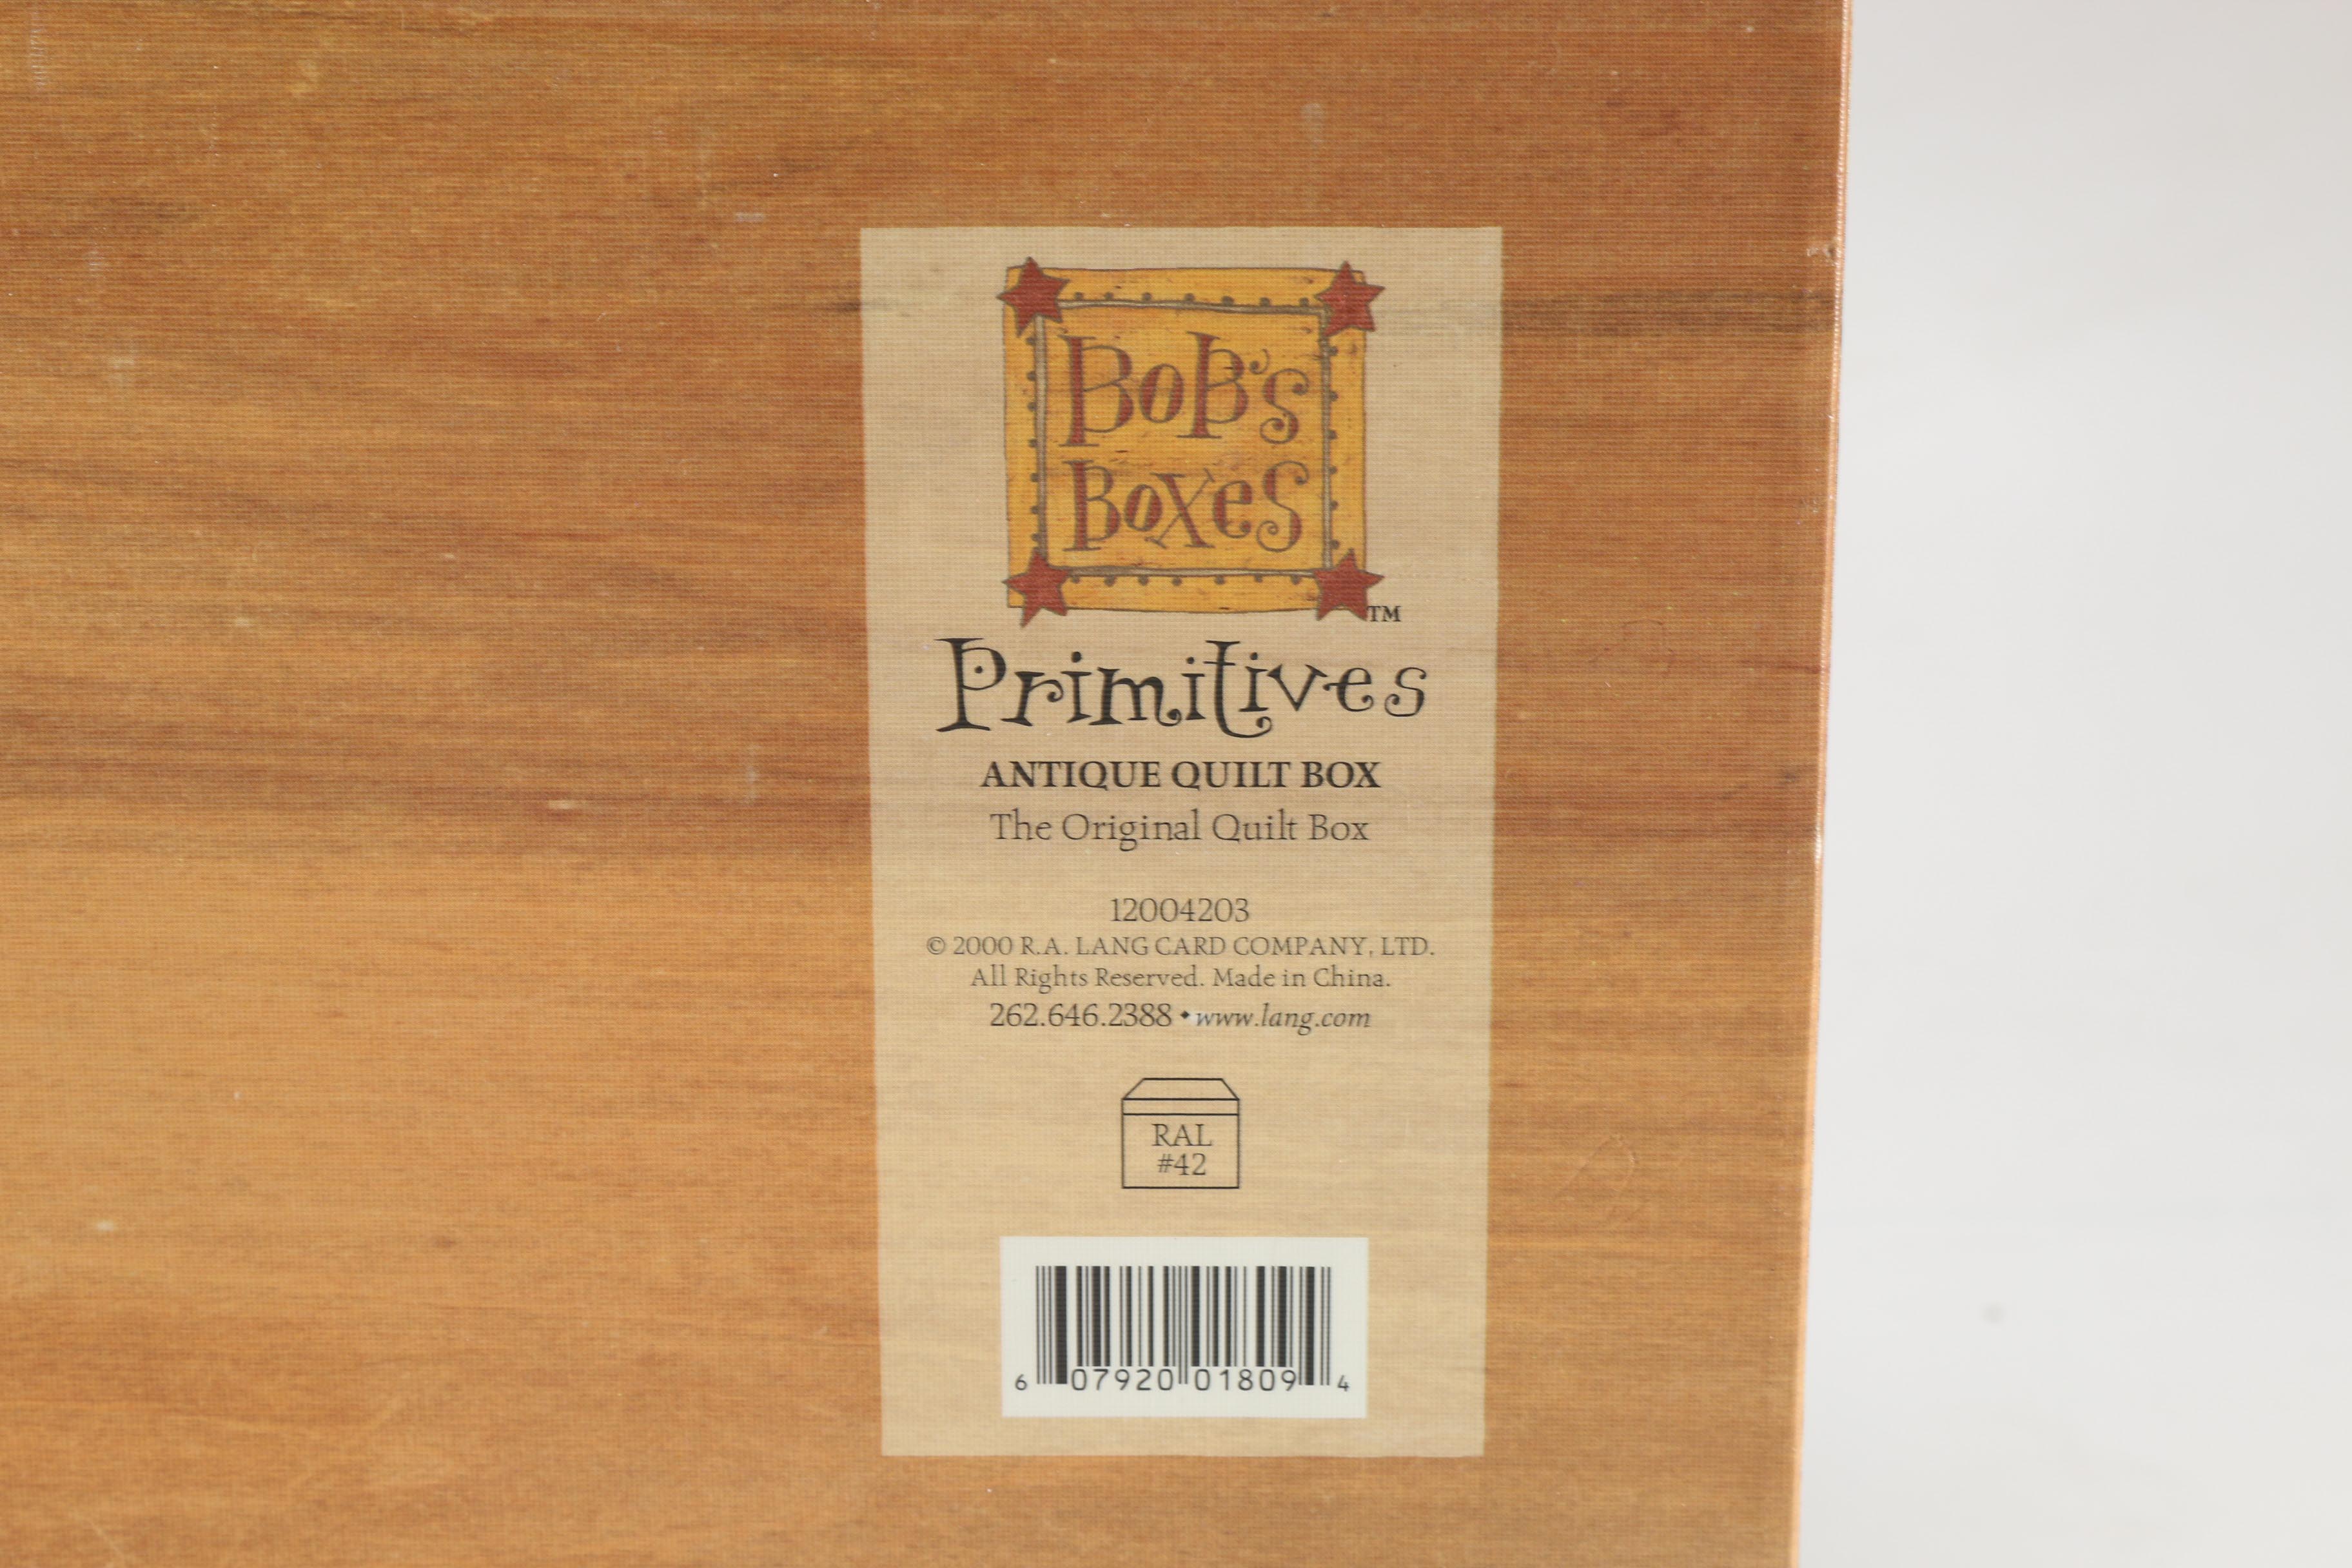 BoB's
BoxeS
TM
Primitives
ANTIQUE QUILT BOX
The Original Quilt Box
12004203
© 2000 R.A. LANG CARD COMPANY, LTD.
All Rights Reserved. Made in China.
262.646.2388 • www.lang.com
RAL
#42
6 07920 01809 4